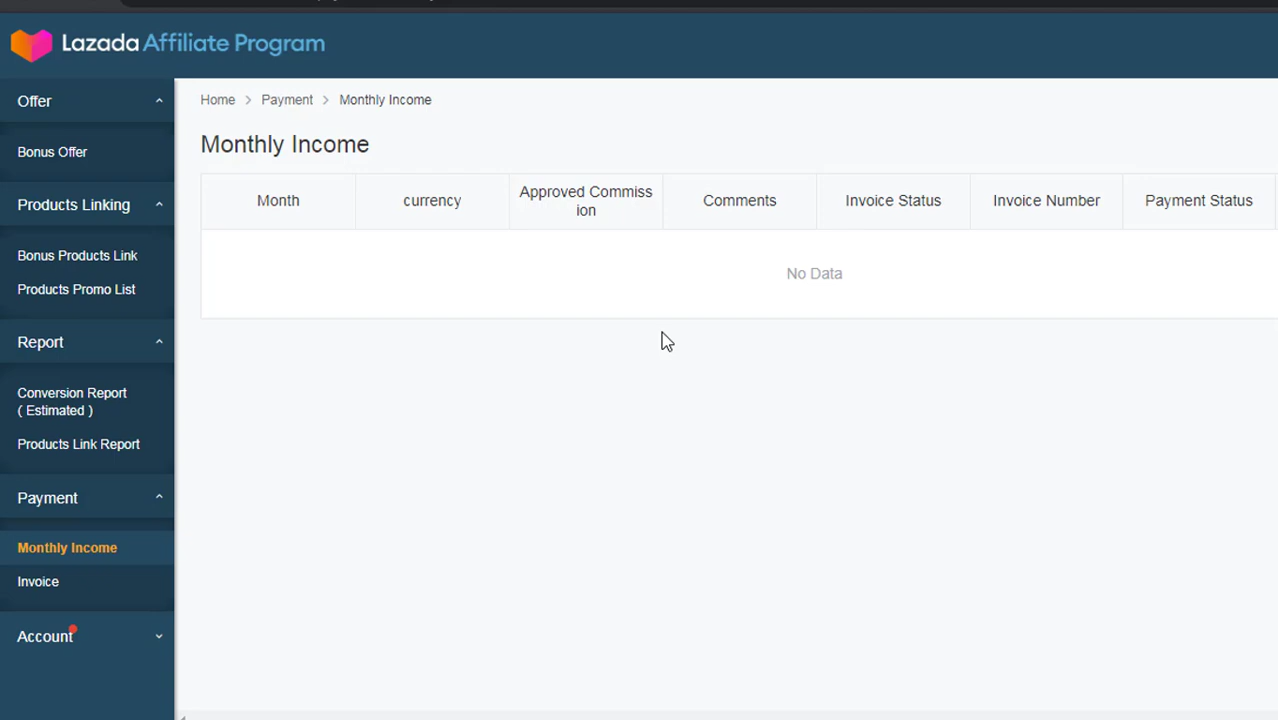 Lazada Affiliate Program
Offer
Bonus Offer
Products Linking
Bonus Products Link
Products Promo List
Report
Conversion Report
( Estimated )
Products Link Report
Payment
Monthly Income
Invoice
Account
Home > Payment > Monthly Income
Monthly Income
Month currency Approved Commiss
ion Comments Invoice Status Invoice Number Payment Status
No Data